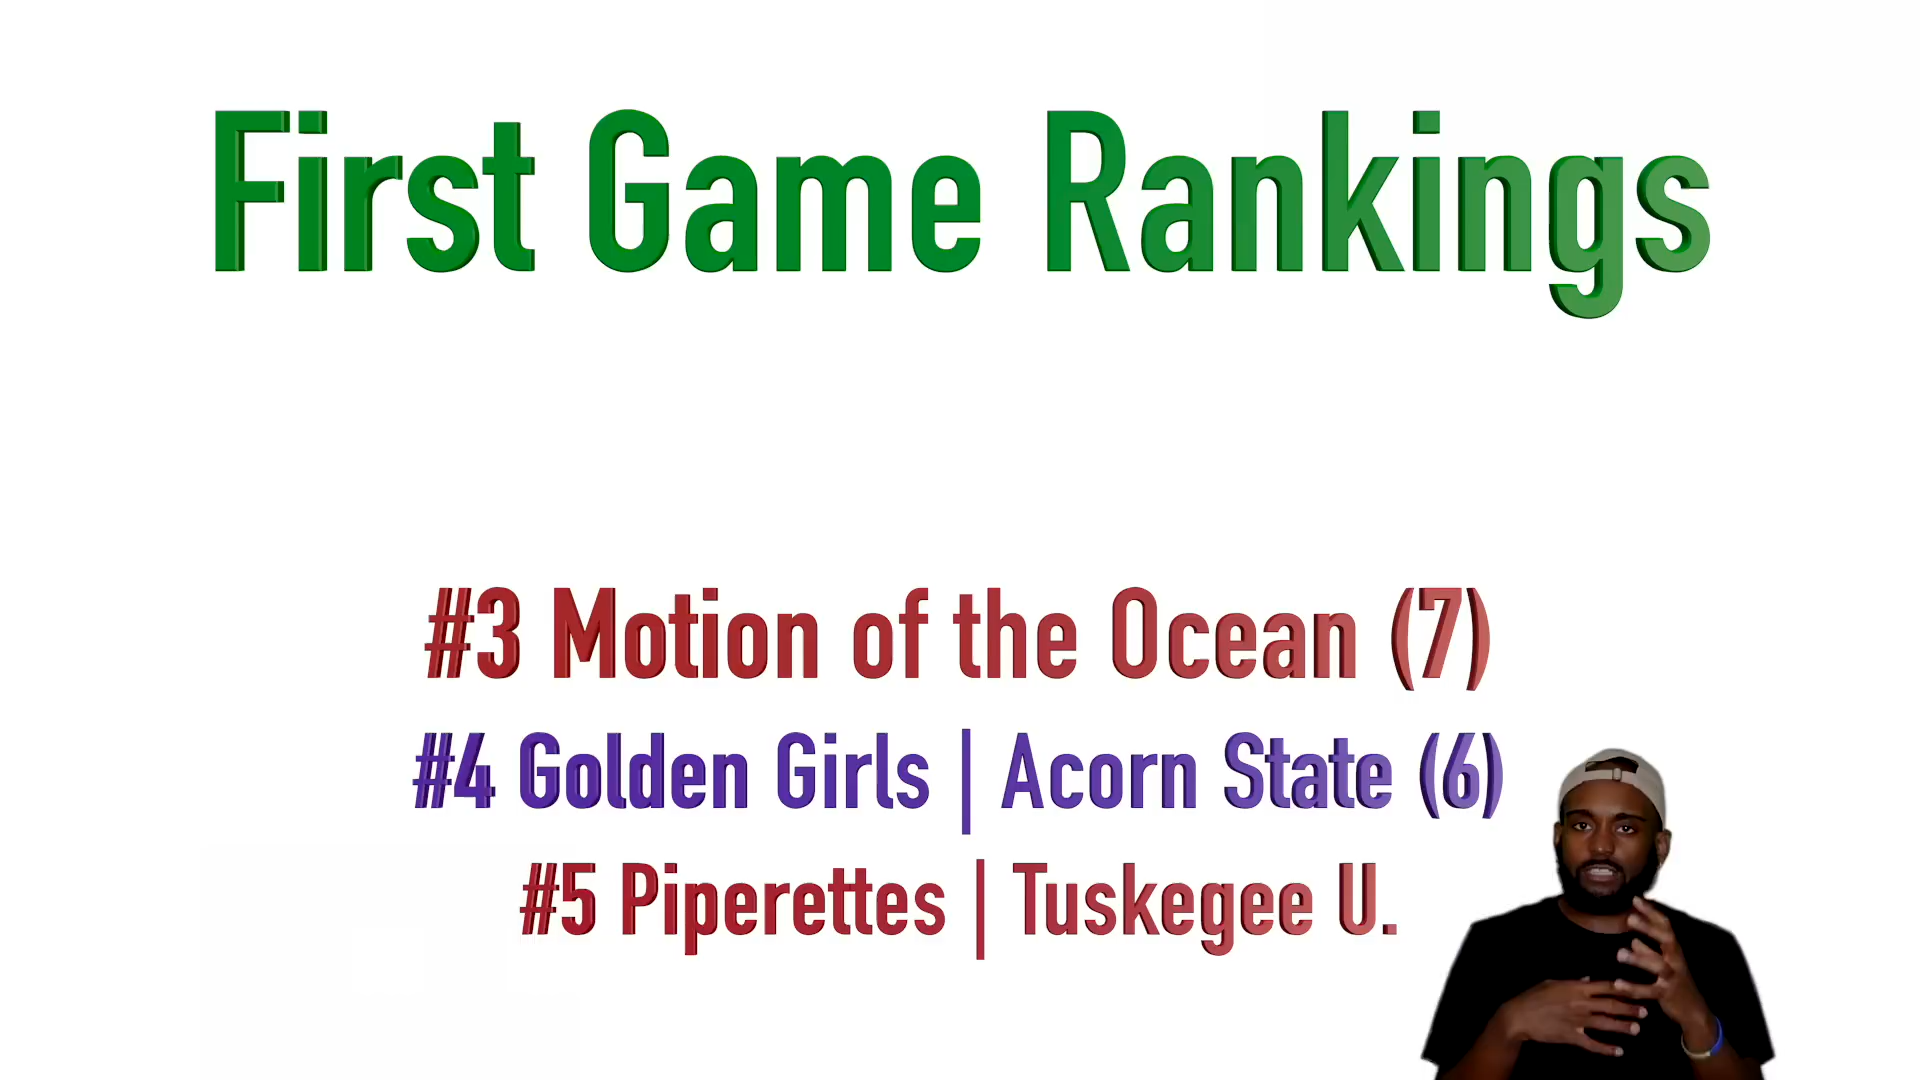 First Game Rankings
#3 Motion of the Ocean (7)
#4 Golden Girls | Acorn State (6)
#5 Piperettes | Tuskegee U.